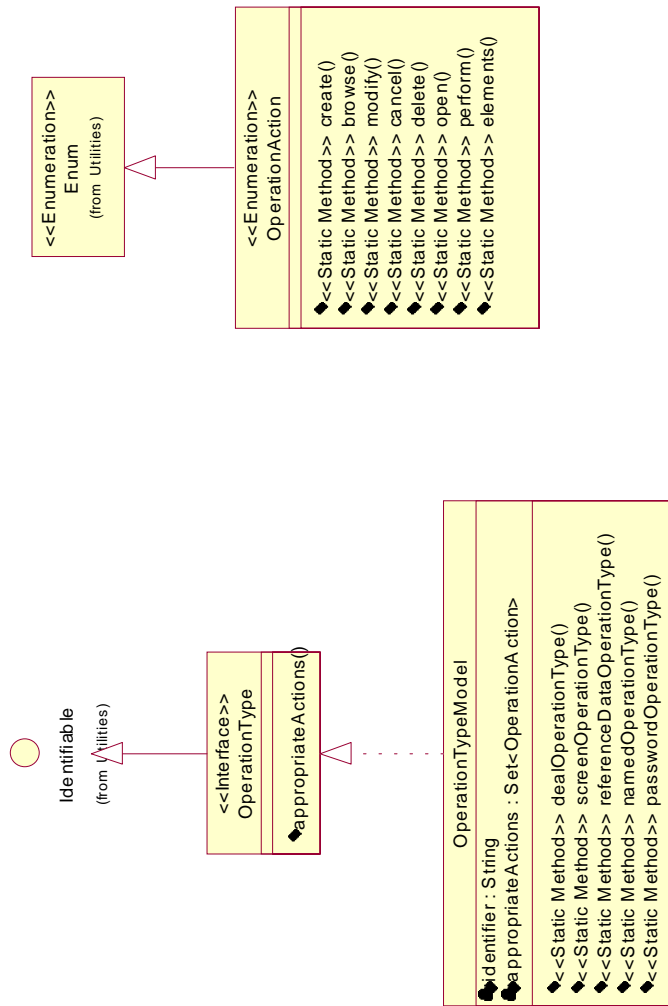 <<Enumeration>>
Enum
(from Utilities)
<<Enumeration>>
OperationAction
<<Static Method>> create()
<<Static Method>> browse()
<<Static Method>> modify()
<<Static Method>> cancel()
<<Static Method>> delete()
<<Static Method>> open()
<<Static Method>> perform()
<<Static Method>> elements()
Identifiable
(from Utilities)
<<Interface>>
OperationType
appropriateActions()
OperationTypeModel
identifier : String
appropriateActions : Set<OperationAction>
<<Static Method>> dealOperationType()
<<Static Method>> screenOperationType()
<<Static Method>> referenceDataOperationType()
<<Static Method>> namedOperationType()
<<Static Method>> passwordOperationType()